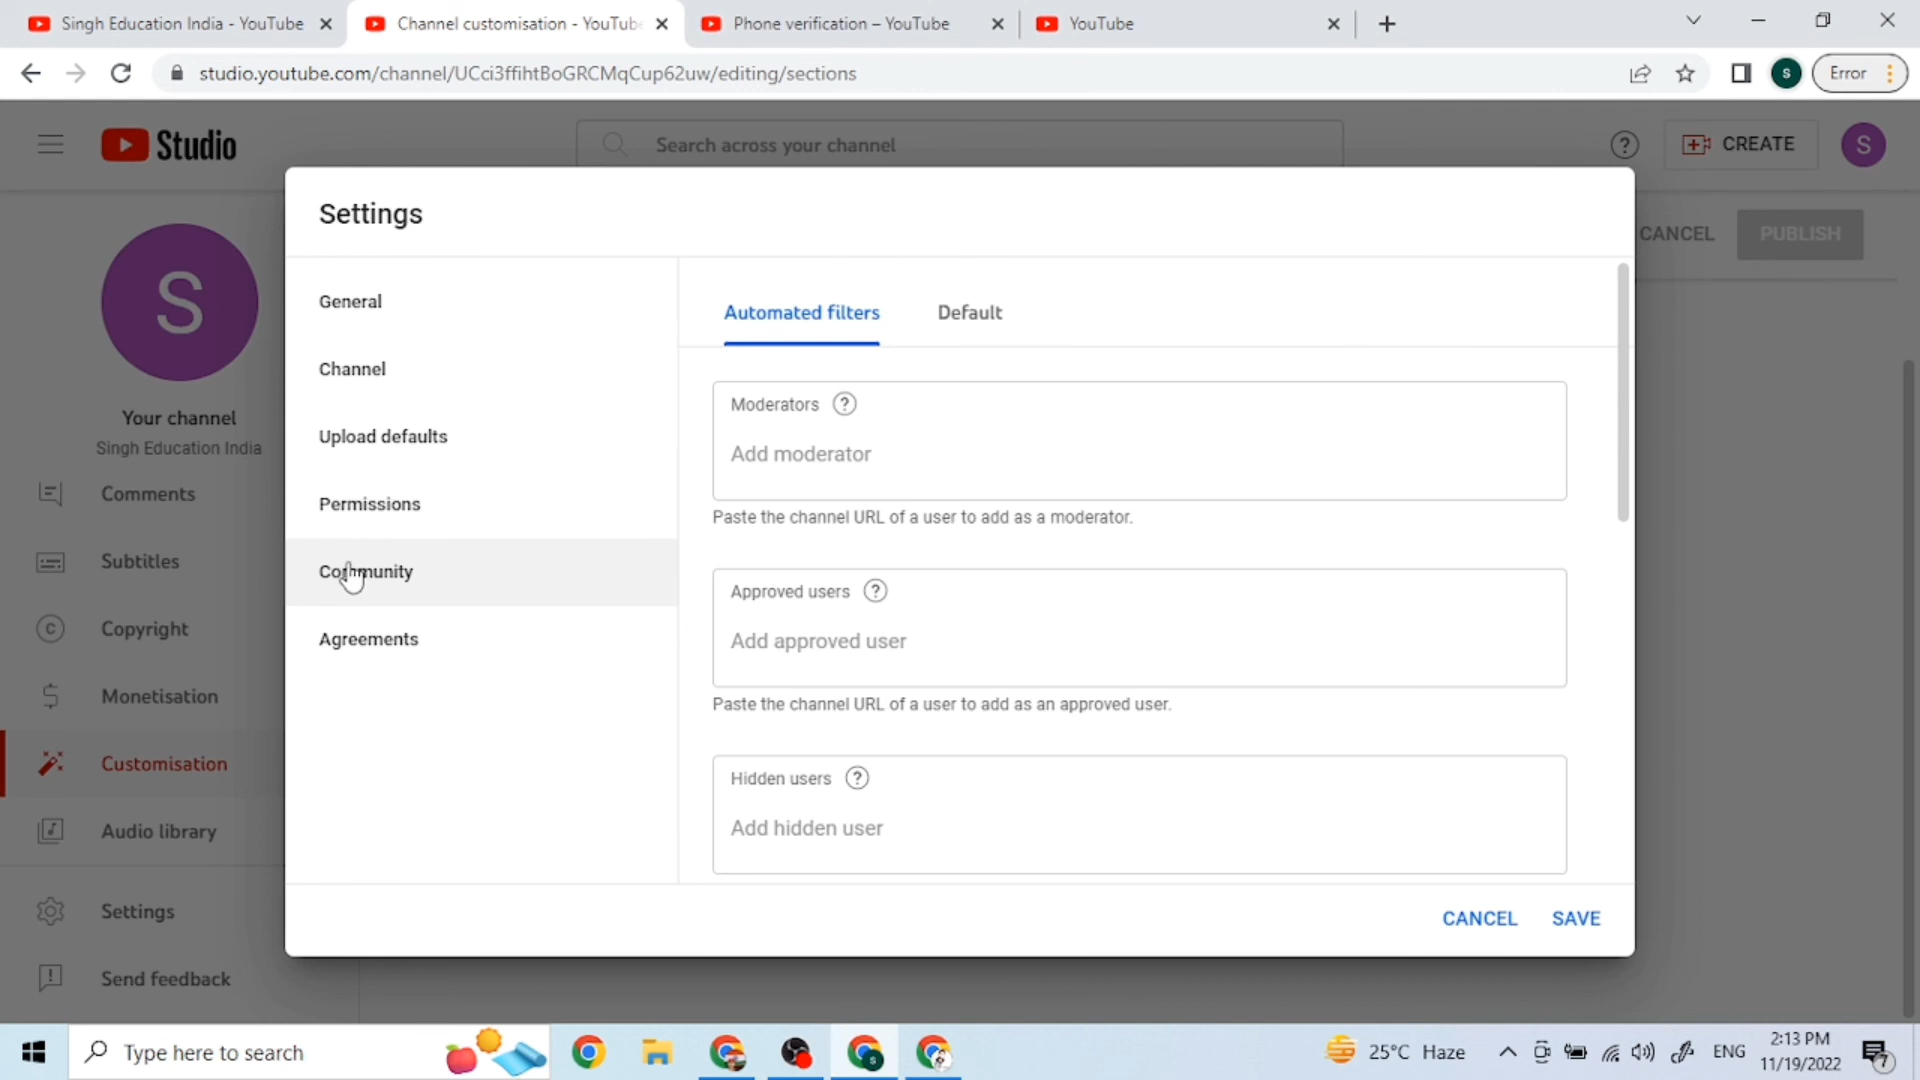 Singh Education India - YouTube
Channel customisation - YouTube
Phone verification – YouTube
YouTube
studio.youtube.com/channel/UCci3ffihtBoGRCMqCup62uw/editing/sections
S
Error
Studio
Search across your channel
CREATE
S
Settings
CANCEL
PUBLISH
S
Your channel
Singh Education India
Comments
Subtitles
Copyright
Monetisation
Customisation
Audio library
Settings
Send feedback
General
Channel
Upload defaults
Permissions
Community
Agreements
Automated filters
Default
Moderators
Add moderator
Paste the channel URL of a user to add as a moderator.
Approved users
Add approved user
Paste the channel URL of a user to add as an approved user.
Hidden users
Add hidden user
CANCEL
SAVE
Type here to search
25°C Haze
ENG
2:13 PM
11/19/2022
7